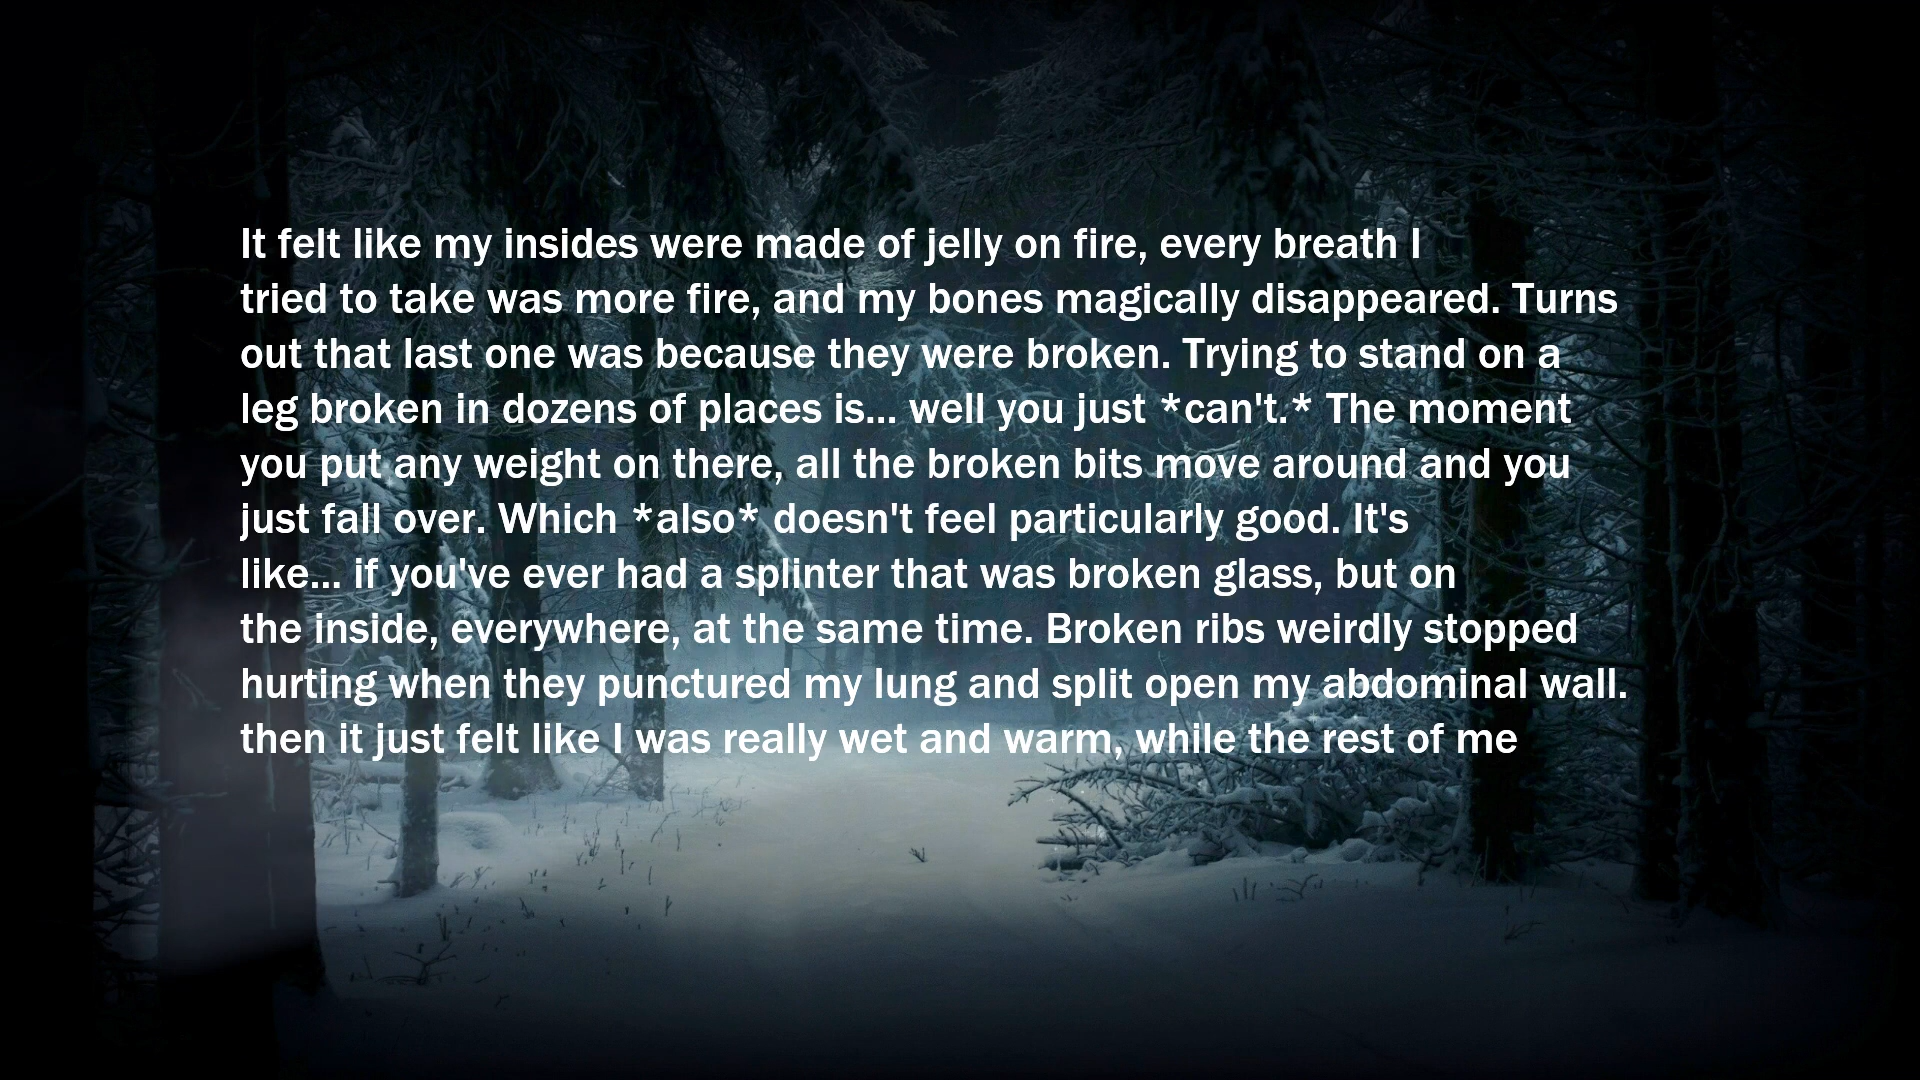 It felt like my insides were made of jelly on fire, every breath I
tried to take was more fire, and my bones magically disappeared. Turns
out that last one was because they were broken. Trying to stand on a
leg broken in dozens of places is... well you just *can't.* The moment
you put any weight on there, all the broken bits move around and you
just fall over. Which *also* doesn't feel particularly good. It's
like... if you've ever had a splinter that was broken glass, but on
the inside, everywhere, at the same time. Broken ribs weirdly stopped
hurting when they punctured my lung and split open my abdominal wall.
then it just felt like I was really wet and warm, while the rest of me